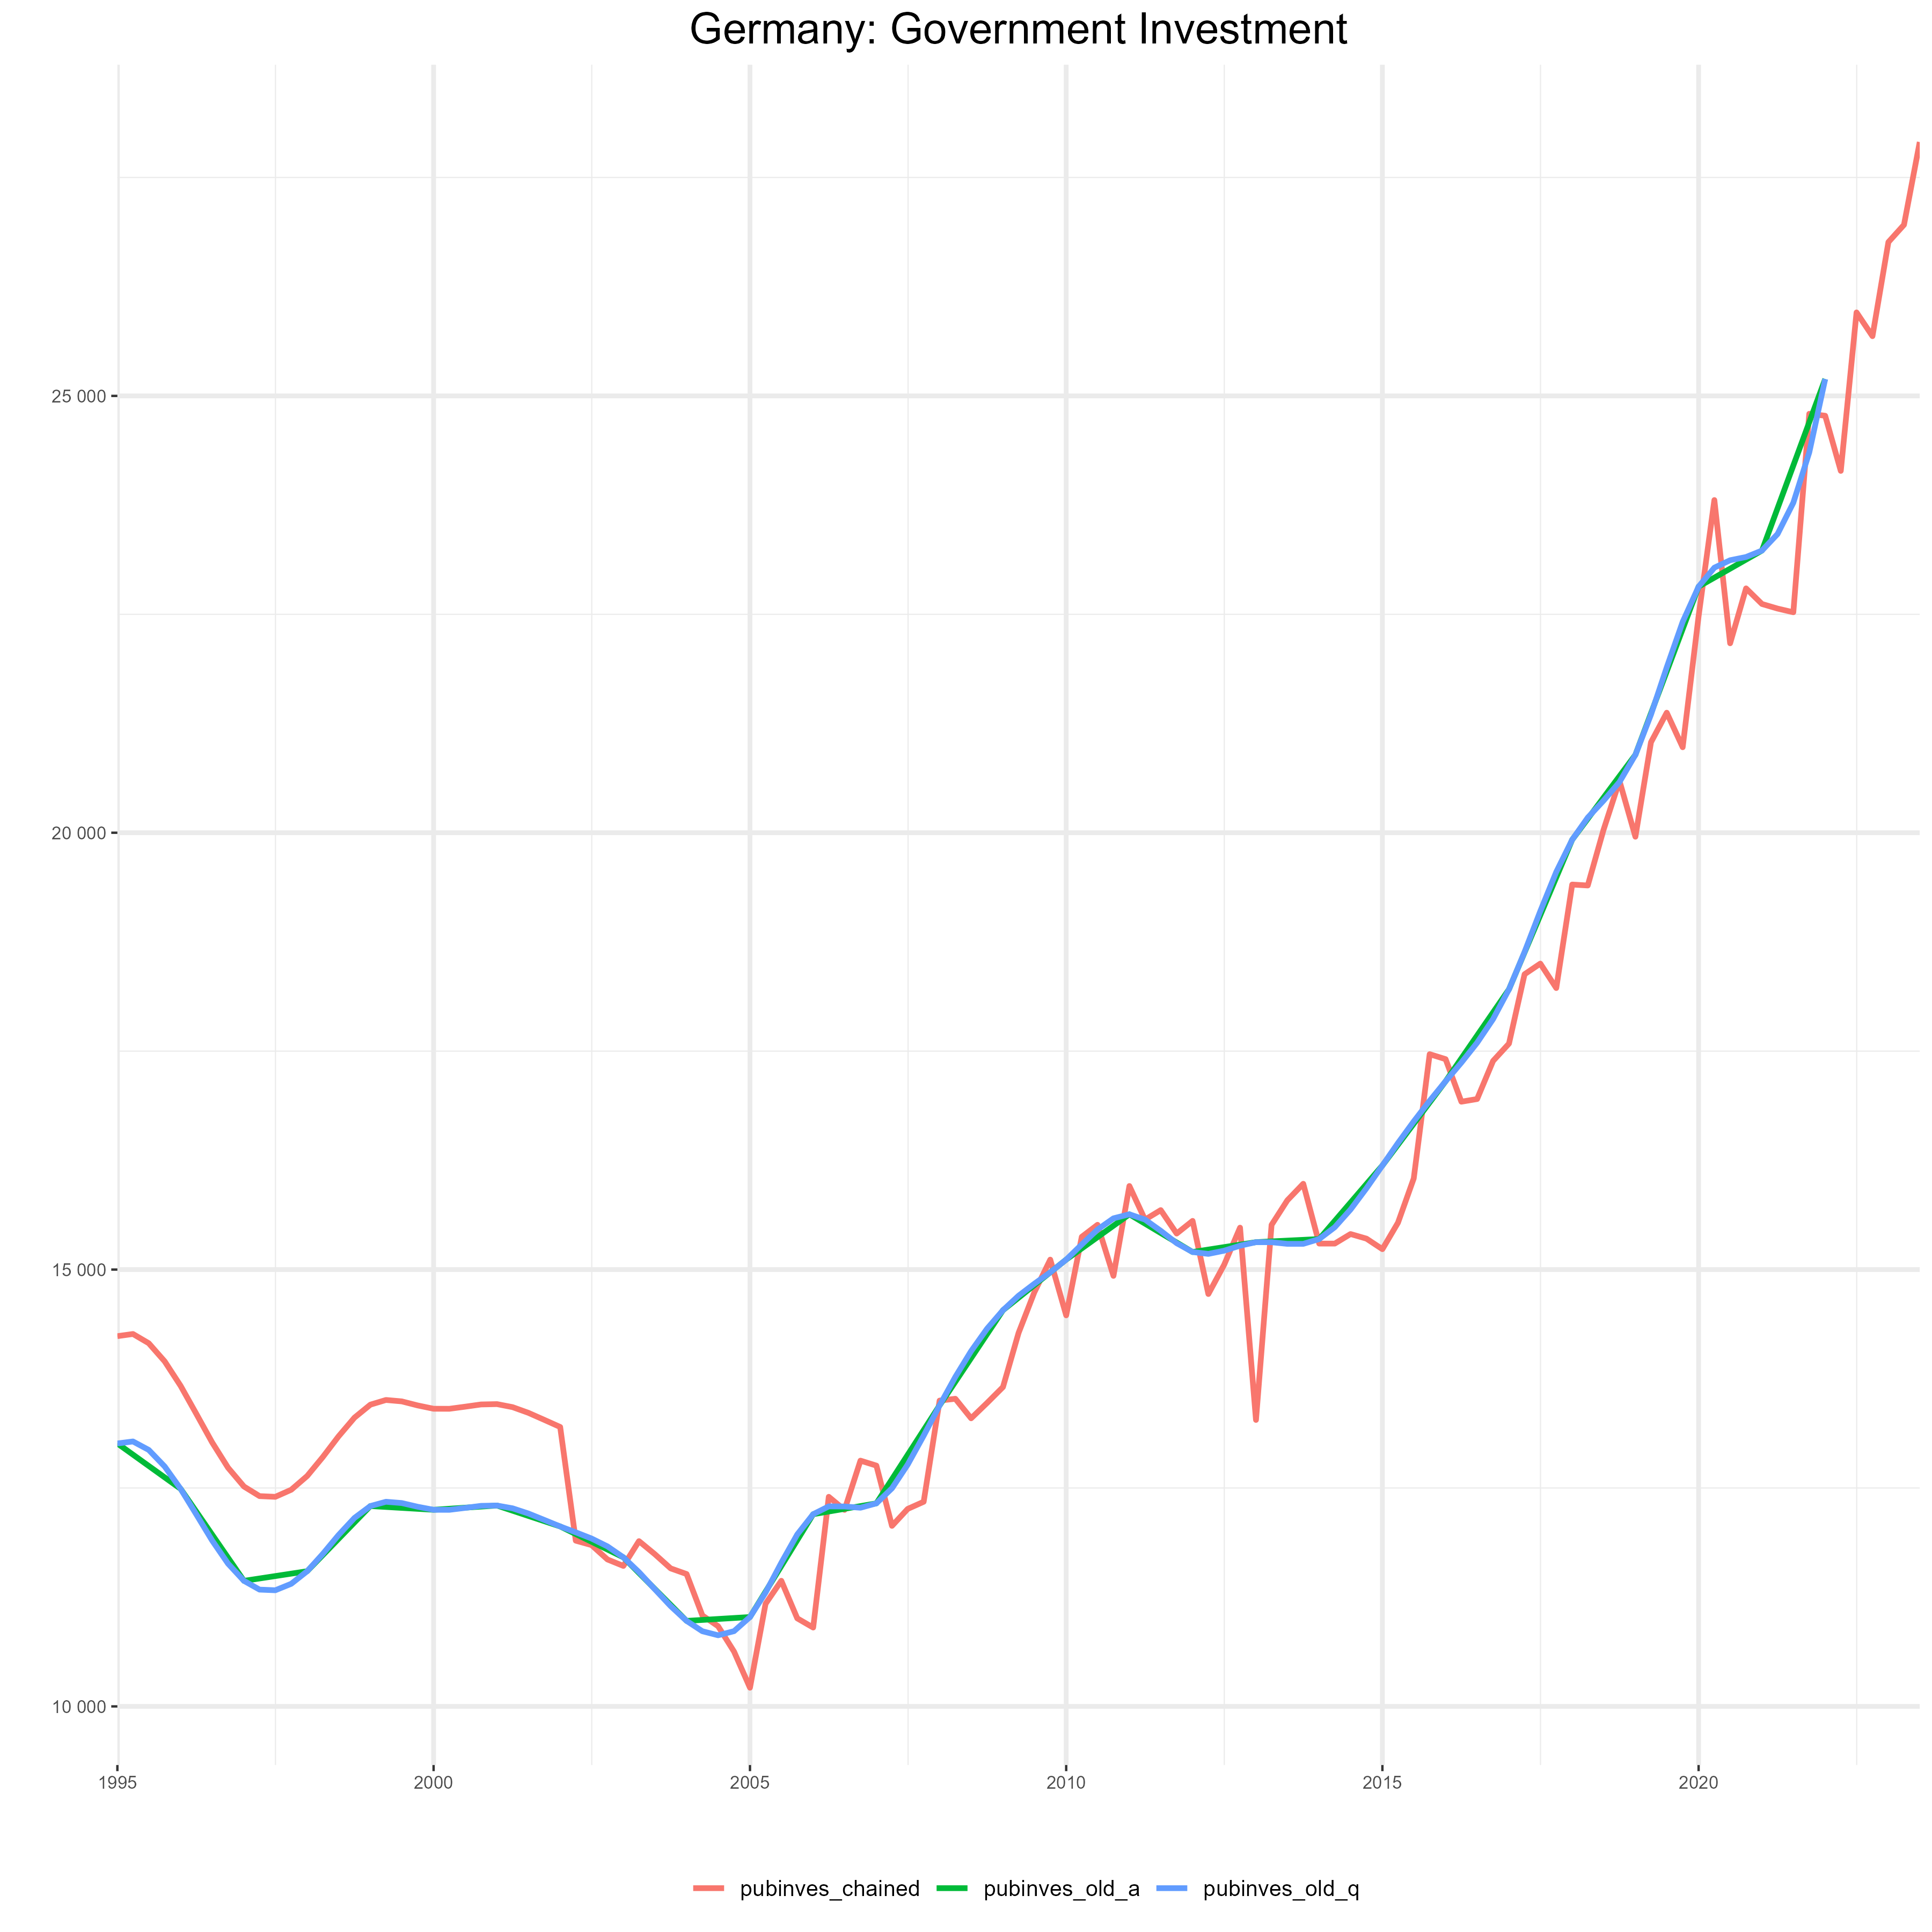 Germany: Government Investment
25 000
20 000
15 000
10 000
1995 2000 2005 2010 2015 2020
pubinves_chained pubinves_old_a pubinves_old_q